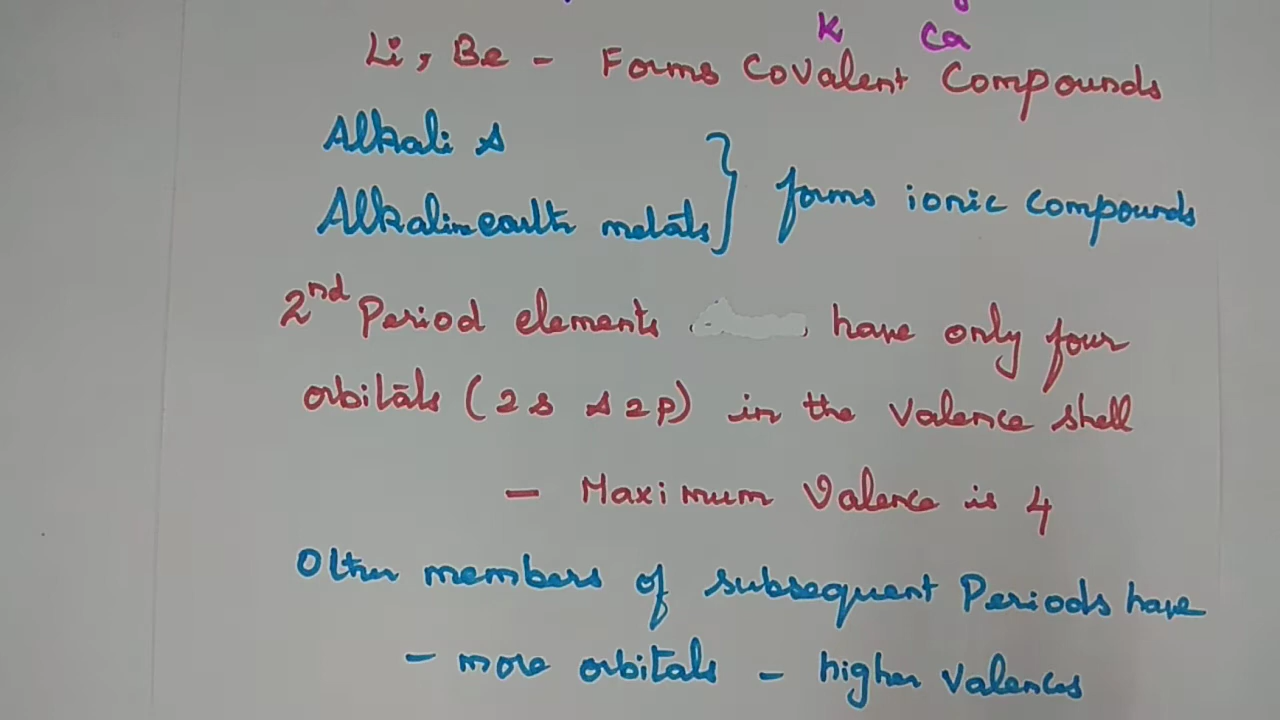 K Ca
Li, Be - Forms Covalent Compounds
Alkali &
Alkaline earth metals } forms ionic compounds
2nd Period elements have only four
orbitals (2s & 2p) in the valence shell
- Maximum Valence is 4
Other members of subsequent Periods have
- more orbitals - higher valences